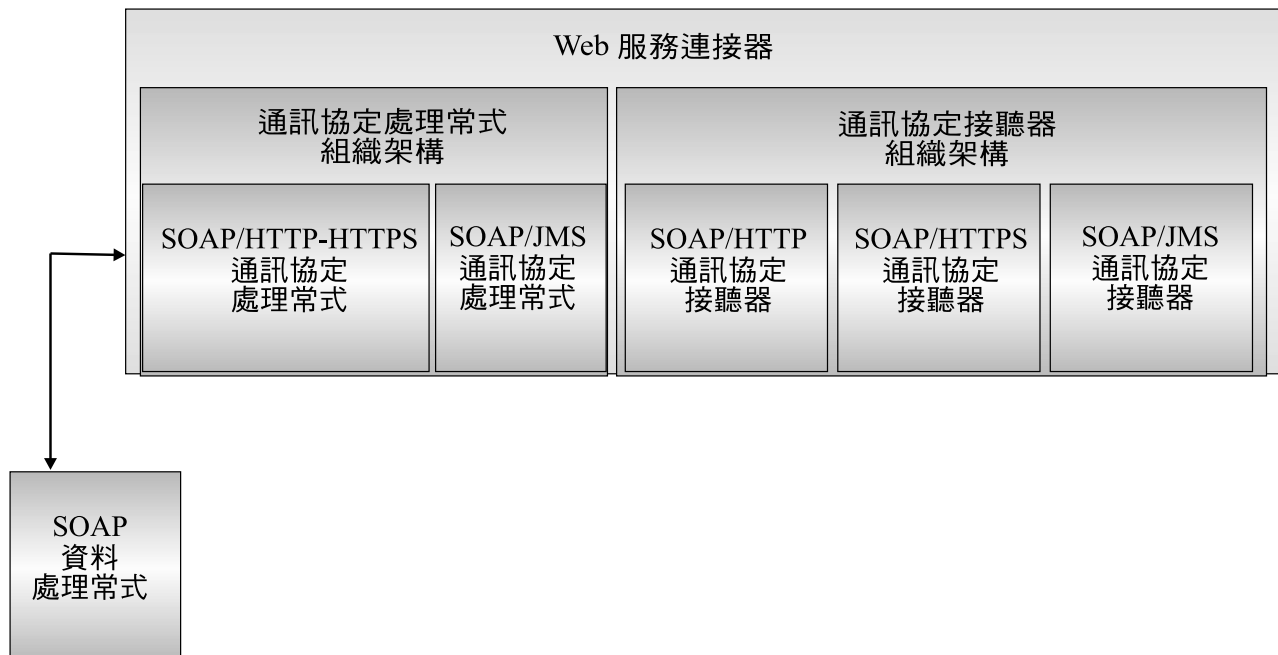 Web 服務連接器
通訊協定處理常式
組織架構
通訊協定接聽器
組織架構
SOAP/HTTP-HTTPS
通訊協定
處理常式
SOAP/JMS
通訊協定
處理常式
SOAP/HTTP
通訊協定
接聽器
SOAP/HTTPS
通訊協定
接聽器
SOAP/JMS
通訊協定
接聽器
SOAP
資料
處理常式